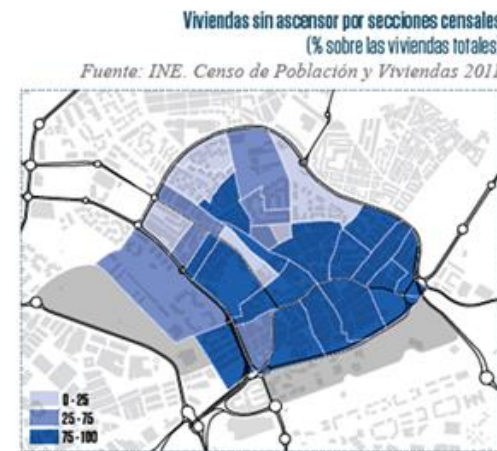 Viviendas sin ascensor por secciones censales
(% sobre las viviendas totales
Fuente: INE. Censo de Población y Viviendas 2011
0-25
25-75
75-100